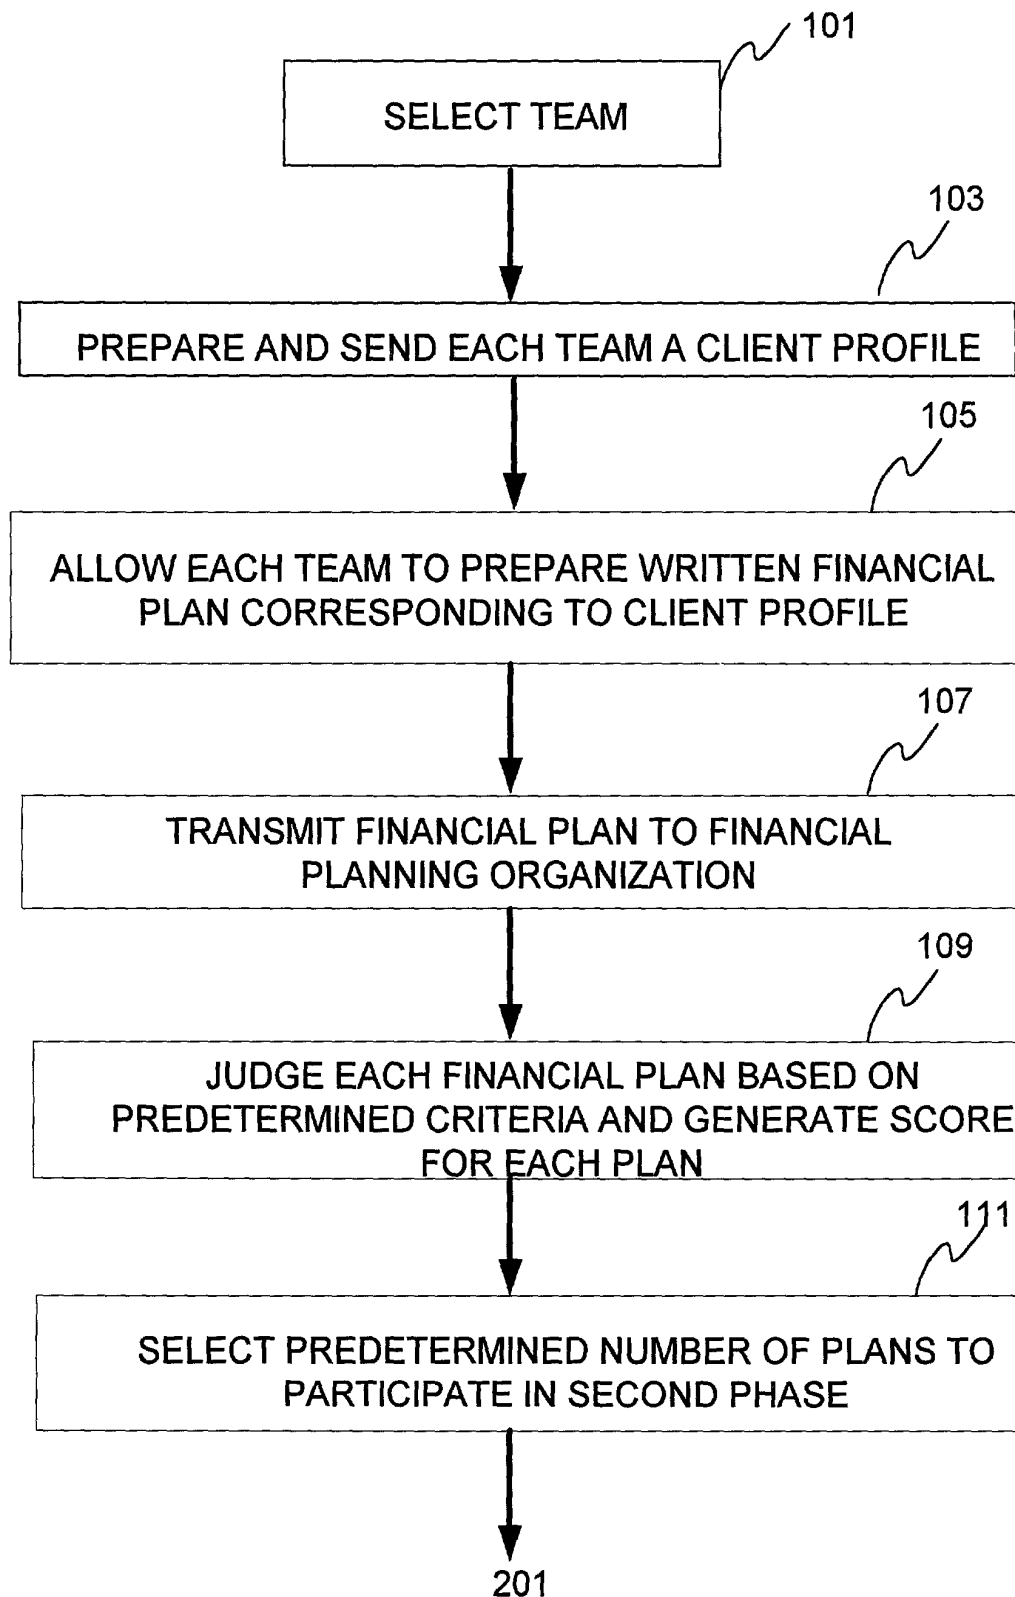 101
SELECT TEAM
103
PREPARE AND SEND EACH TEAM A CLIENT PROFILE
105
ALLOW EACH TEAM TO PREPARE WRITTEN FINANCIAL
PLAN CORRESPONDING TO CLIENT PROFILE
107
TRANSMIT FINANCIAL PLAN TO FINANCIAL
PLANNING ORGANIZATION
109
JUDGE EACH FINANCIAL PLAN BASED ON
PREDETERMINED CRITERIA AND GENERATE SCORE
FOR EACH PLAN
111
SELECT PREDETERMINED NUMBER OF PLANS TO
PARTICIPATE IN SECOND PHASE
201